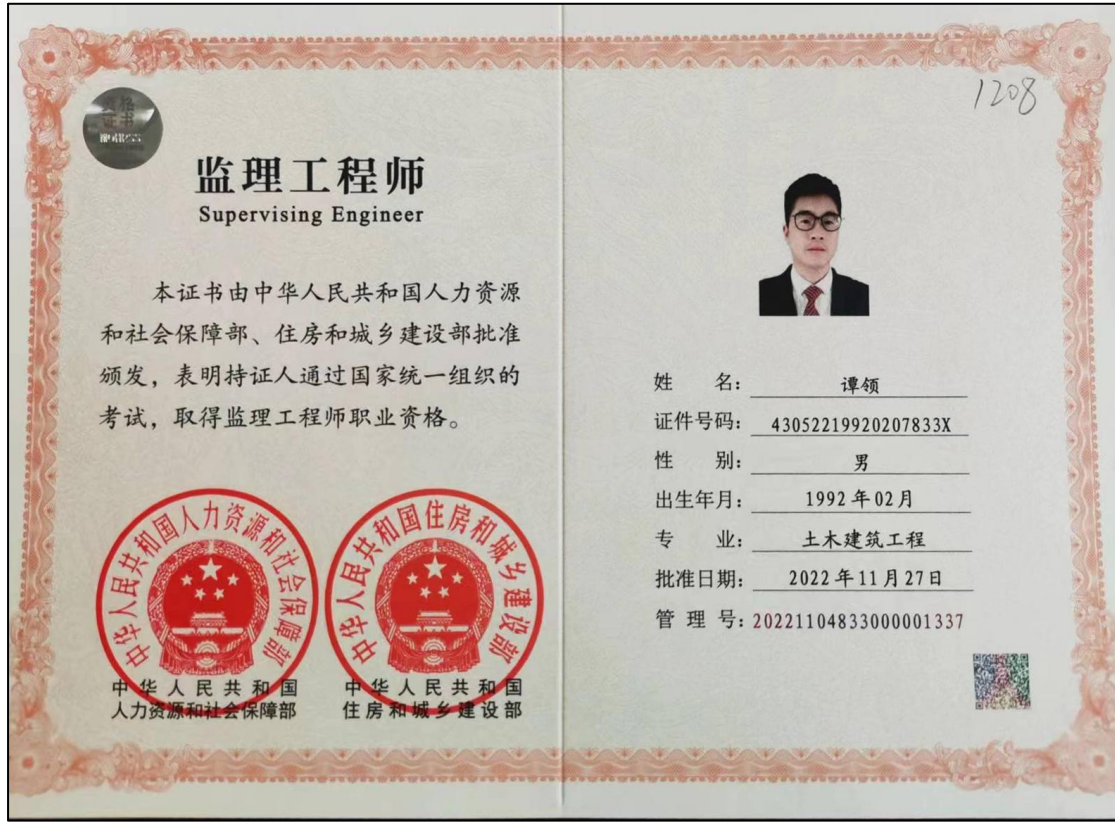 资格
证书
监理工程师
Supervising Engineer
本证书由中华人民共和国人力资源
和社会保障部、住房和城乡建设部批准
颁发，表明持证人通过国家统一组织的
考试，取得监理工程师职业资格。
中华人民共和国人力资源和社会保障部
中华人民共和国住房和城乡建设部
中华人民共和国
人力资源和社会保障部
中华人民共和国
住房和城乡建设部
1208
姓 名：谭领
证件号码：43052219920207833X
性 别：男
出生年月：1992年02月
专 业：土木建筑工程
批准日期：2022年11月27日
管 理 号：20221104833000001337